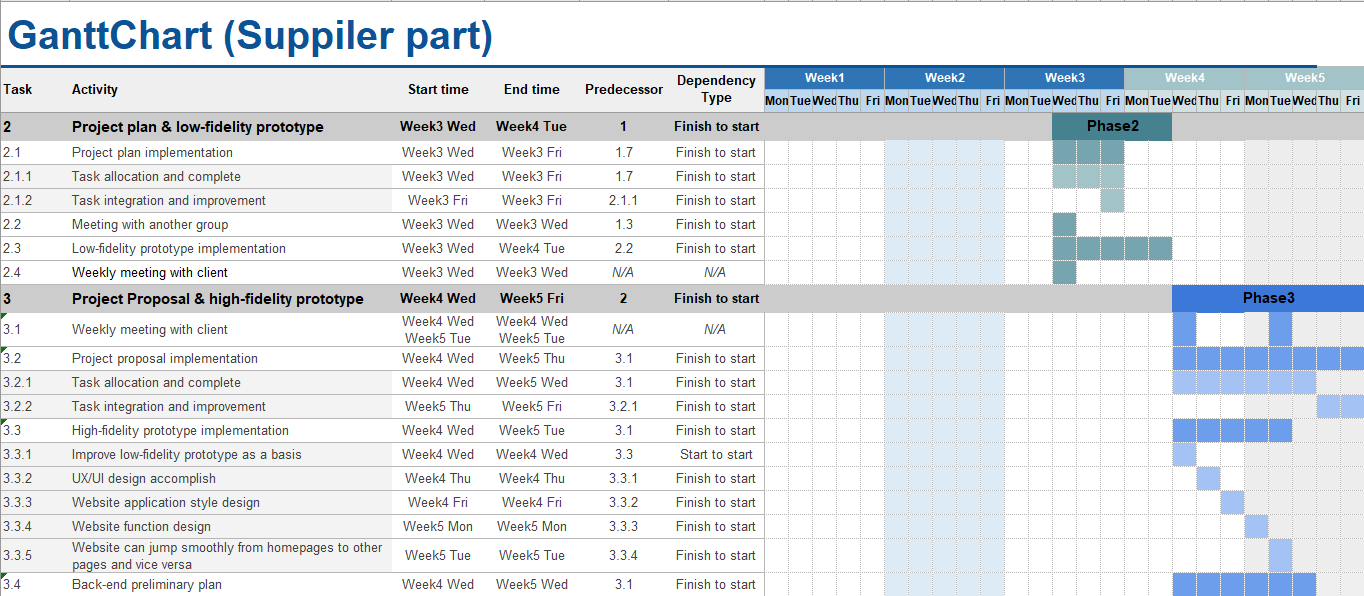 GanttChart (Suppiler part)
Task Activity Start time End time Predecessor Dependency Type Week1 Week2 Week3 Week4 Week5
Mon Tue Wed Thu Fri Mon Tue Wed Thu Fri Mon Tue Wed Thu Fri Mon Tue Wed Thu Fri Mon Tue Wed Thu Fri
2 Project plan & low-fidelity prototype Week3 Wed Week4 Tue 1 Finish to start Phase2
2.1 Project plan implementation Week3 Wed Week3 Fri 1.7 Finish to start
2.1.1 Task allocation and complete Week3 Wed Week3 Fri 1.7 Finish to start
2.1.2 Task integration and improvement Week3 Fri Week3 Fri 2.1.1 Finish to start
2.2 Meeting with another group Week3 Wed Week3 Wed 1.3 Finish to start
2.3 Low-fidelity prototype implementation Week3 Wed Week4 Tue 2.2 Finish to start
2.4 Weekly meeting with client Week3 Wed Week3 Wed N/A N/A
3 Project Proposal & high-fidelity prototype Week4 Wed Week5 Fri 2 Finish to start Phase3
Week4 Wed Week4 Wed
3.1 Weekly meeting with client N/A N/A
Week5 Tue Week5 Tue
3.2 Project proposal implementation Week4 Wed Week5 Thu 3.1 Finish to start
3.2.1 Task allocation and complete Week4 Wed Week5 Wed 3.1 Finish to start
3.2.2 Task integration and improvement Week5 Thu Week5 Fri 3.2.1 Finish to start
3.3 High-fidelity prototype implementation Week4 Wed Week5 Tue 3.1 Finish to start
3.3.1 Improve low-fidelity prototype as a basis Week4 Wed Week4 Wed 3.3 Start to start
3.3.2 UX/UI design accomplish Week4 Thu Week4 Thu 3.3.1 Finish to start
3.3.3 Website application style design Week4 Fri Week4 Fri 3.3.2 Finish to start
3.3.4 Website function design Week5 Mon Week5 Mon 3.3.3 Finish to start
Website can jump smoothly from homepages to other
3.3.5 Week5 Tue Week5 Tue 3.3.4 Finish to start
pages and vice versa
3.4 Back-end preliminary plan Week4 Wed Week5 Wed 3.1 Finish to start